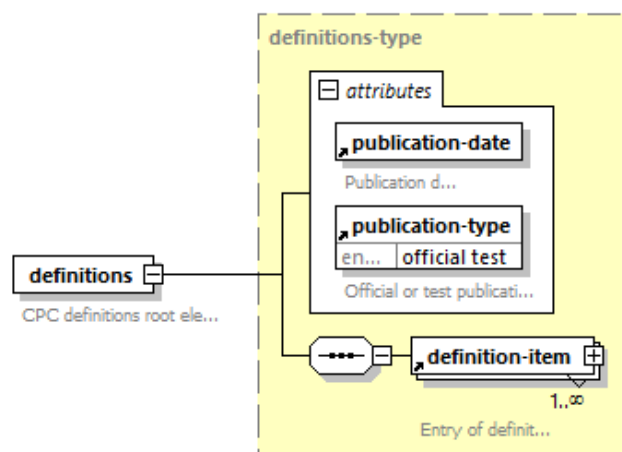 definitions-type
attributes
publication-date
Publication d...
publication-type
en... official test
Official or test publicati...
definitions
CPC definitions root ele...
definition-item
1..∞
Entry of definit...